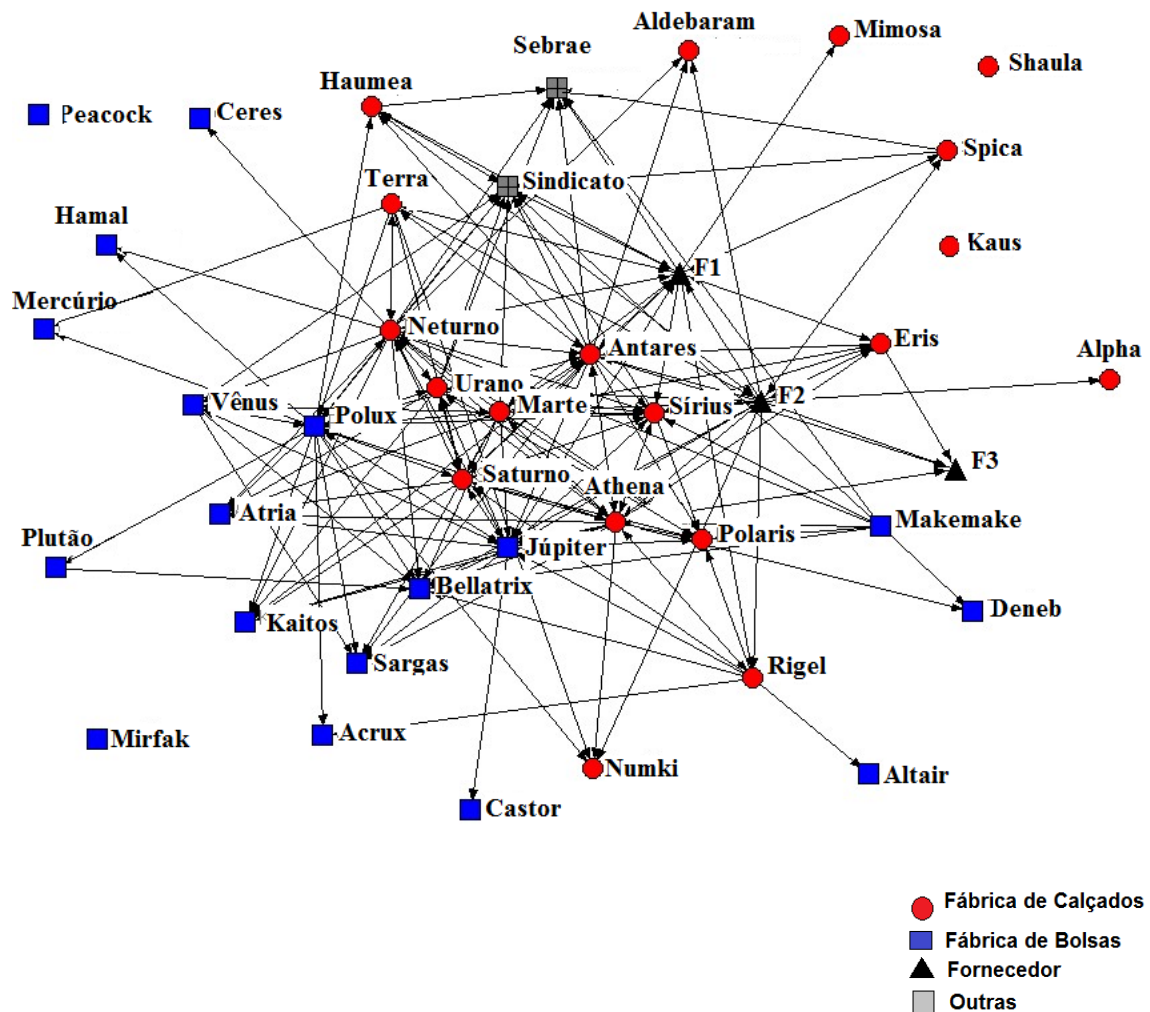 Aldebaram
Mimosa
Sebrae
Shaula
Haumea
Peacock
Ceres
Spica
Terra
Sindicato
Hamal
Kaus
F1
Mercúrio
Neturno
Eris
Antares
Alpha
Urano
Vênus
Polux
Marte
Sírius
F2
F3
Saturno
Athena
Atria
Makemake
Plutão
Júpiter
Polaris
Bellatrix
Deneb
Kaitos
Sargas
Rigel
Acrux
Mirfak
Numki
Altair
Castor
Fábrica de Calçados
Fábrica de Bolsas
Fornecedor
Outras